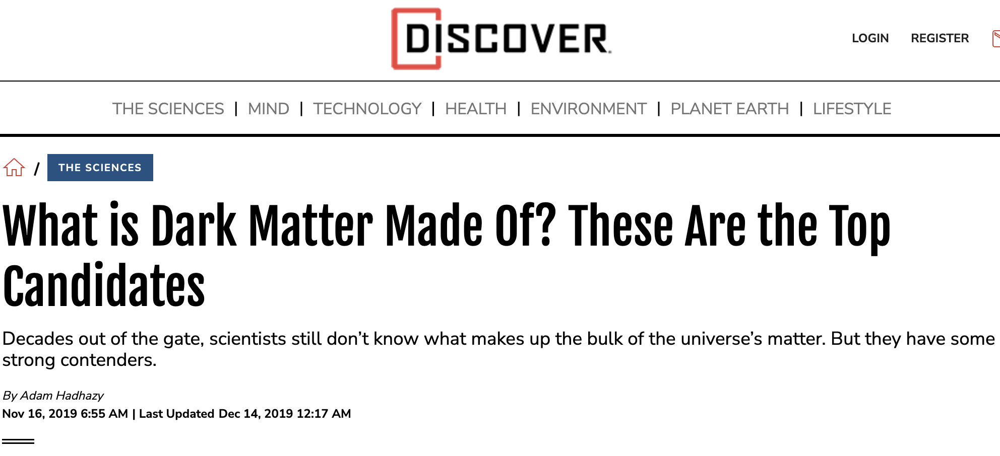 DISCOVER.
LOGIN REGISTER
THE SCIENCES | MIND | TECHNOLOGY | HEALTH | ENVIRONMENT | PLANET EARTH | LIFESTYLE
/ THE SCIENCES
What is Dark Matter Made Of? These Are the Top
Candidates
Decades out of the gate, scientists still don’t know what makes up the bulk of the universe’s matter. But they have some
strong contenders.
By Adam Hadhazy
Nov 16, 2019 6:55 AM | Last Updated Dec 14, 2019 12:17 AM